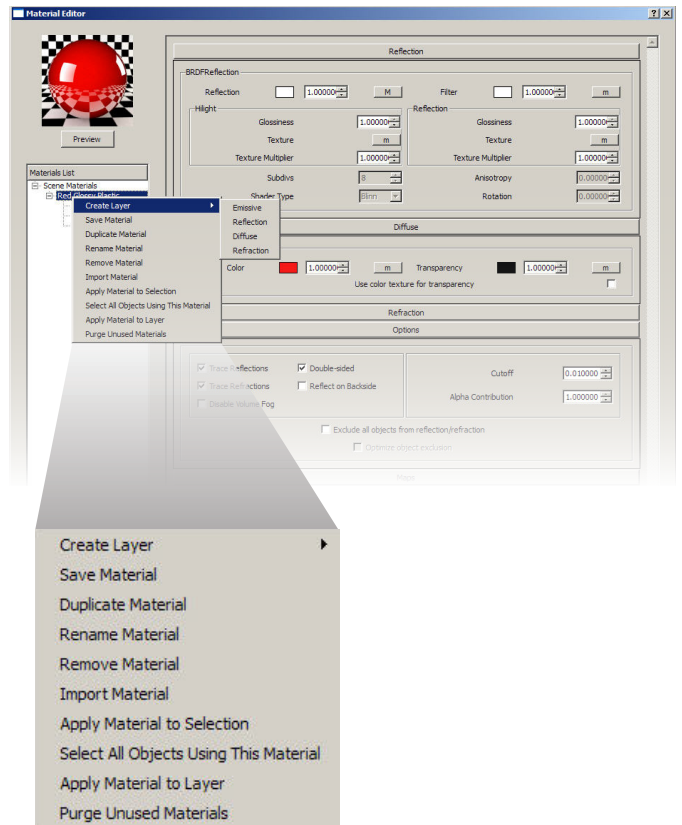 Material Editor
Preview
Materials List
Scene Materials
Red Glossy Plastic
Create Layer
Save Material
Duplicate Material
Rename Material
Remove Material
Import Material
Apply Material to Selection
Select All Objects Using This Material
Apply Material to Layer
Purge Unused Materials
Emissive
Reflection
Diffuse
Refraction
Reflection
BRDFReflection
Reflection 1.00000 M Filter 1.00000 m
Hilight Reflection
Glossiness 1.00000 Glossiness 1.00000
Texture m Texture m
Texture Multiplier 1.00000 Texture Multiplier 1.00000
Subdivs 8 Anisotropy 0.00000
Shader Type Blinn Rotation 0.00000
Diffuse
Color 1.00000 m Transparency 1.00000 m
Use color texture for transparency
Refraction
Options
Trace Reflections Double-sided Cutoff 0.010000
Trace Refractions Reflect on Backside
Disable Volume Fog Alpha Contribution 1.000000
Exclude all objects from reflection/refraction
Optimize object exclusion
Maps
Create Layer
Save Material
Duplicate Material
Rename Material
Remove Material
Import Material
Apply Material to Selection
Select All Objects Using This Material
Apply Material to Layer
Purge Unused Materials